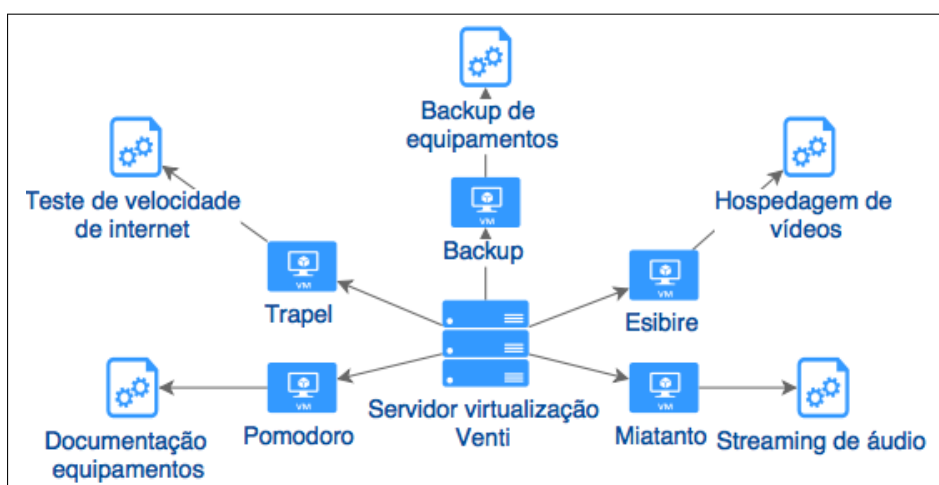 Backup de
equipamentos
VM
Backup
Teste de velocidade
de internet
VM
Trapel
Hospedagem de
vídeos
VM
Esibire
Servidor virtualização
Venti
VM
Pomodoro
Documentação
equipamentos
VM
Miatanto
Streaming de áudio